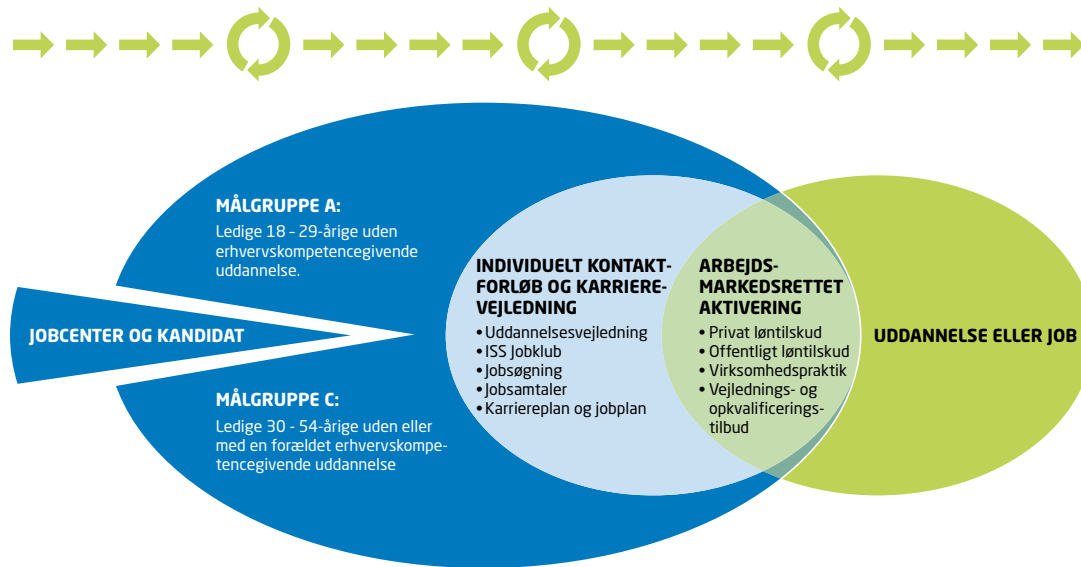 MÅLGRUPPE A:
Ledige 18 – 29-årige uden
erhvervskompetencegivende
uddannelse.
JOBCENTER OG KANDIDAT
MÅLGRUPPE C:
Ledige 30 - 54-årige uden eller
med en forældet erhvervskompe-
tencegivende uddannelse
INDIVIDUELT KONTAKT-
FORLØB OG KARRIERE-
VEJLEDNING
• Uddannelsesvejledning
• ISS Jobklub
• Jobsøgning
• Jobsamtaler
• Karriereplan og jobplan
ARBEJDS-
MARKEDSRETTET
AKTIVERING
• Privat løntilskud
• Offentligt løntilskud
• Virksomhedspraktik
• Vejlednings- og
opkvalificerings-
tilbud
UDDANNELSE ELLER JOB